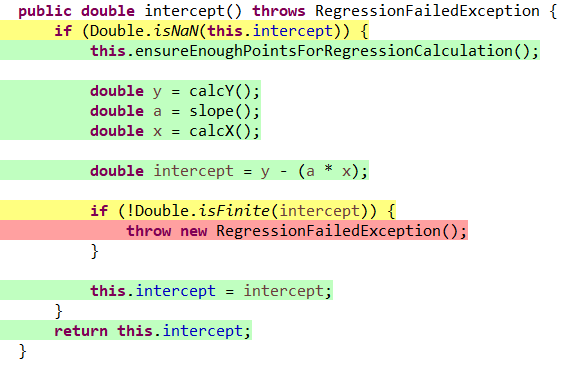 public double intercept() throws RegressionFailedException {
if (Double.isNaN(this.intercept)) {
this.ensureEnoughPointsForRegressionCalculation();
double y = calcY();
double a = slope();
double x = calcX();
double intercept = y - (a * x);
if (!Double.isFinite(intercept)) {
throw new RegressionFailedException();
}
this.intercept = intercept;
}
return this.intercept;
}